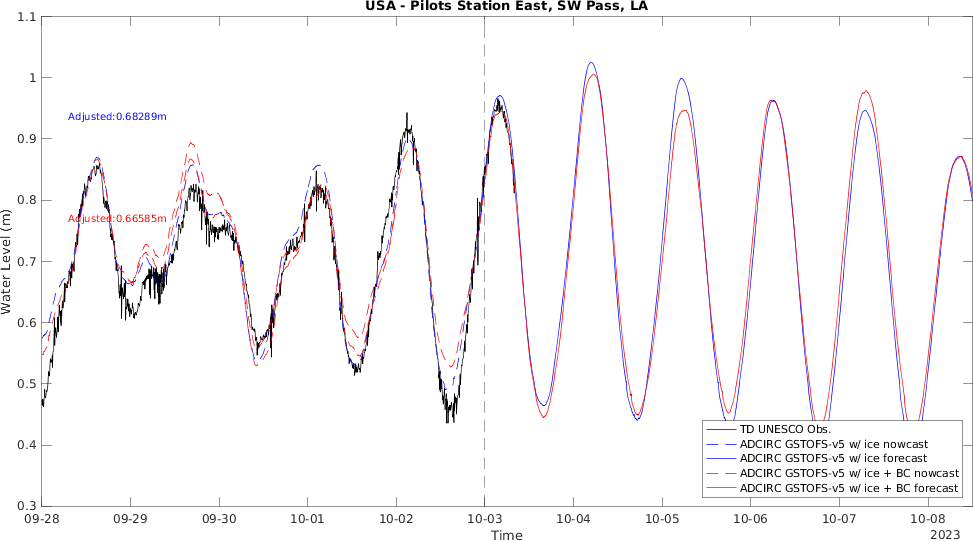 USA - Pilots Station East, SW Pass, LA
1.1
1
0.9
0.8
0.7
0.6
0.5
0.4
0.3
Water Level (m)
Adjusted:0.68289m
Adjusted:0.66585m
TD UNESCO Obs.
ADCIRC GSTOFS-v5 w/ ice nowcast
ADCIRC GSTOFS-v5 w/ ice forecast
ADCIRC GSTOFS-v5 w/ ice + BC nowcast
ADCIRC GSTOFS-v5 w/ ice + BC forecast
09-28 09-29 09-30 10-01 10-02 10-03 10-04 10-05 10-06 10-07 10-08
Time
2023